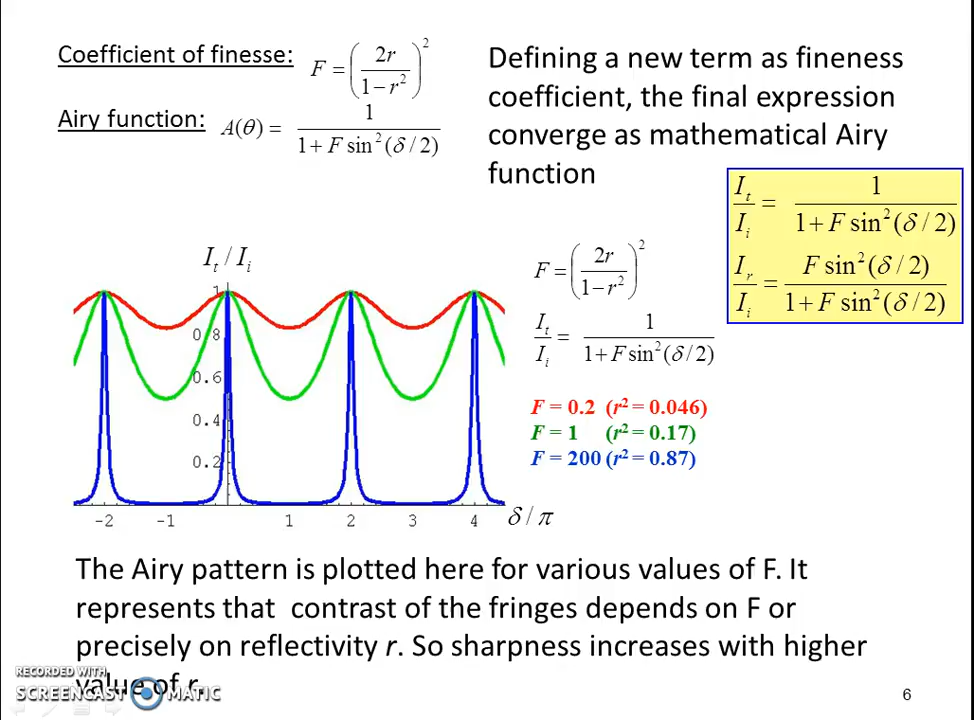 Coefficient of finesse: F = (2r / 1 − r²)²
Airy function: A(θ) = 1 / 1 + F sin²(δ / 2)
Defining a new term as fineness
coefficient, the final expression
converge as mathematical Airy
function
I_t / I_i = 1 / 1 + F sin²(δ / 2)
I_r / I_i = F sin²(δ / 2) / 1 + F sin²(δ / 2)
I_t / I_i
1
0.8
0.6
0.4
0.2
-2 -1 1 2 3 4 δ / π
F = (2r / 1 − r²)²
I_t / I_i = 1 / 1 + F sin²(δ / 2)
F = 0.2 (r² = 0.046)
F = 1 (r² = 0.17)
F = 200 (r² = 0.87)
The Airy pattern is plotted here for various values of F. It
represents that contrast of the fringes depends on F or
precisely on reflectivity r. So sharpness increases with higher
value of r.
RECORDED WITH
SCREENCAST MATIC
6